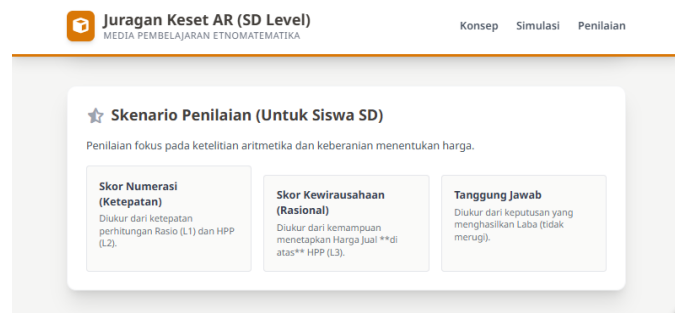 Juragan Keset AR (SD Level)
MEDIA PEMBELAJARAN ETNOMATEMATIKA
Konsep Simulasi Penilaian
Skenario Penilaian (Untuk Siswa SD)
Penilaian fokus pada ketelitian aritmetika dan keberanian menentukan harga.
Skor Numerasi
(Ketepatan)
Diukur dari ketepatan
perhitungan Rasio (L1) dan HPP
(L2).
Skor Kewirausahaan
(Rasional)
Diukur dari kemampuan
menetapkan Harga Jual **di
atas** HPP (L3).
Tanggung Jawab
Diukur dari keputusan yang
menghasilkan Laba (tidak
merugi).